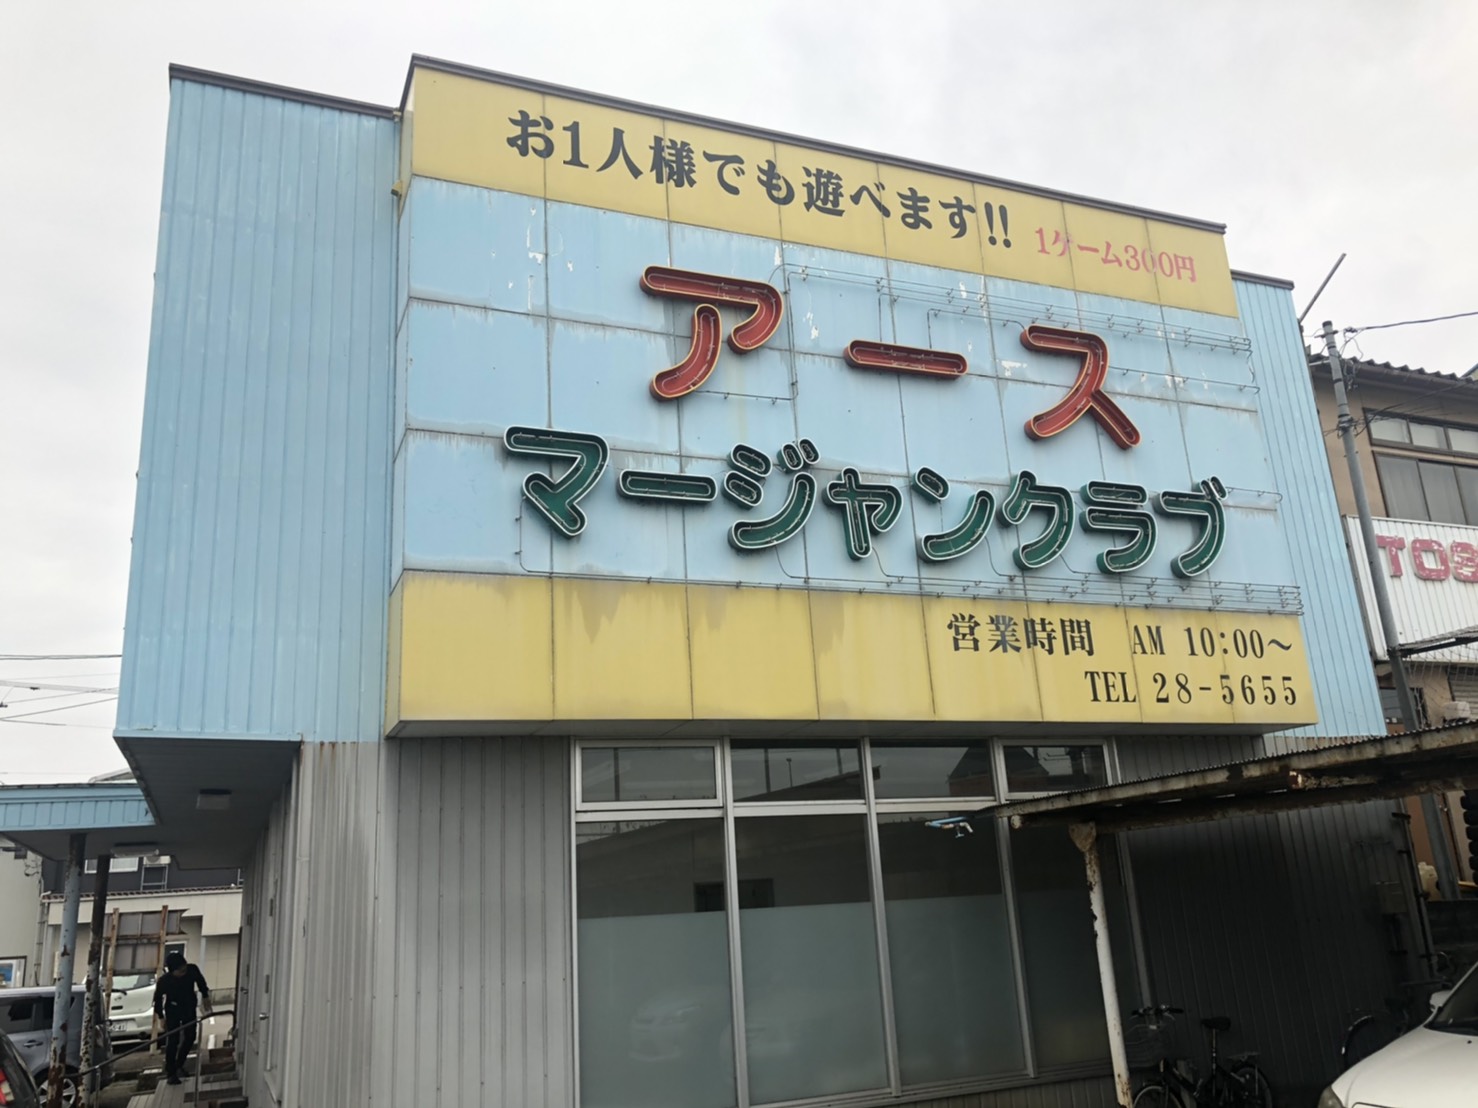 お1人様でも遊べます!!
1ゲーム300円
アース
マージャンクラブ
営業時間 AM 10:00～
TEL 28-5655